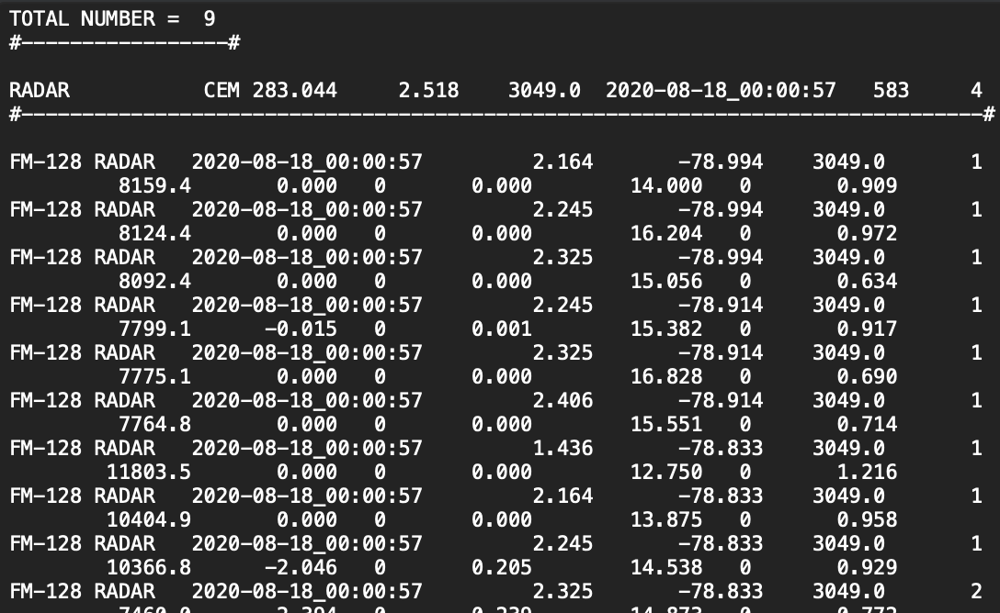 TOTAL NUMBER =  9
#-----------------#
RADAR           CEM 283.044     2.518    3049.0  2020-08-18_00:00:57   583     4
#-------------------------------------------------------------------------------#
FM-128 RADAR   2020-08-18_00:00:57         2.164       -78.994    3049.0       1
         8159.4       0.000   0       0.000        14.000   0       0.909
FM-128 RADAR   2020-08-18_00:00:57         2.245       -78.994    3049.0       1
         8124.4       0.000   0       0.000        16.204   0       0.972
FM-128 RADAR   2020-08-18_00:00:57         2.325       -78.994    3049.0       1
         8092.4       0.000   0       0.000        15.056   0       0.634
FM-128 RADAR   2020-08-18_00:00:57         2.245       -78.914    3049.0       1
         7799.1      -0.015   0       0.001        15.382   0       0.917
FM-128 RADAR   2020-08-18_00:00:57         2.325       -78.914    3049.0       1
         7775.1       0.000   0       0.000        16.828   0       0.690
FM-128 RADAR   2020-08-18_00:00:57         2.406       -78.914    3049.0       1
         7764.8       0.000   0       0.000        15.551   0       0.714
FM-128 RADAR   2020-08-18_00:00:57         1.436       -78.833    3049.0       1
        11803.5       0.000   0       0.000        12.750   0       1.216
FM-128 RADAR   2020-08-18_00:00:57         2.164       -78.833    3049.0       1
        10404.9       0.000   0       0.000        13.875   0       0.958
FM-128 RADAR   2020-08-18_00:00:57         2.245       -78.833    3049.0       1
        10366.8      -2.046   0       0.205        14.538   0       0.929
FM-128 RADAR   2020-08-18_00:00:57         2.325       -78.833    3049.0       2